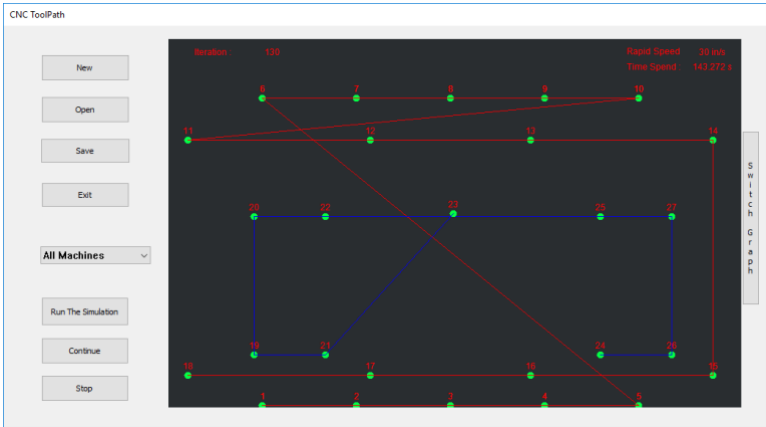 CNC ToolPath
Iteration : 130
Rapid Speed 30 in/s
Time Spend : 143.272 s
New
Open
Save
Exit
All Machines
Run The Simulation
Continue
Stop
6 7 8 9 10
11 12 13 14
20 22 23 25 27
19 21 24 26
18 17 16 15
1 2 3 4 5
Switch Graph